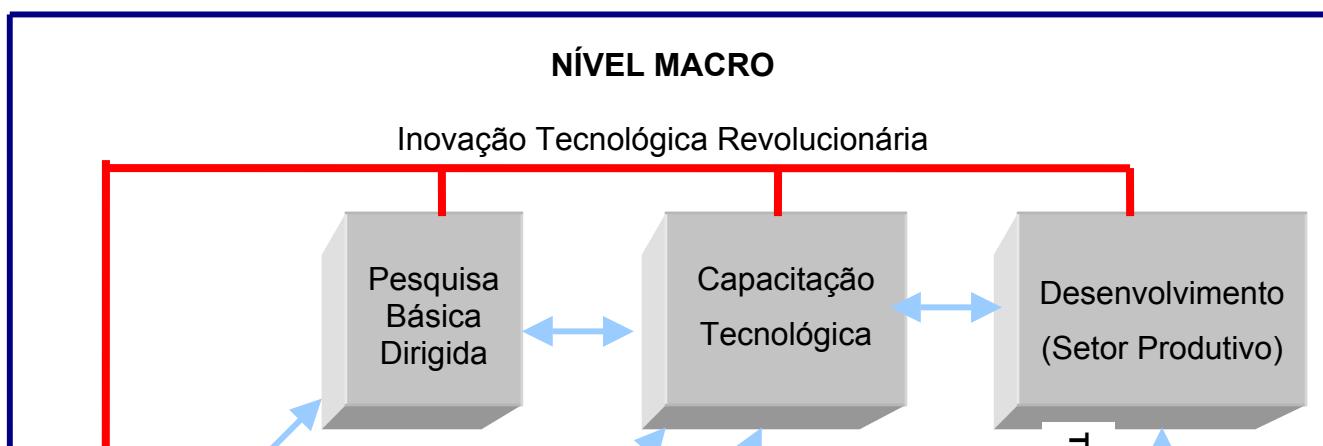 NÍVEL MACRO
Inovação Tecnológica Revolucionária
Pesquisa
Básica
Dirigida
Capacitação
Tecnológica
Desenvolvimento
(Setor Produtivo)
T